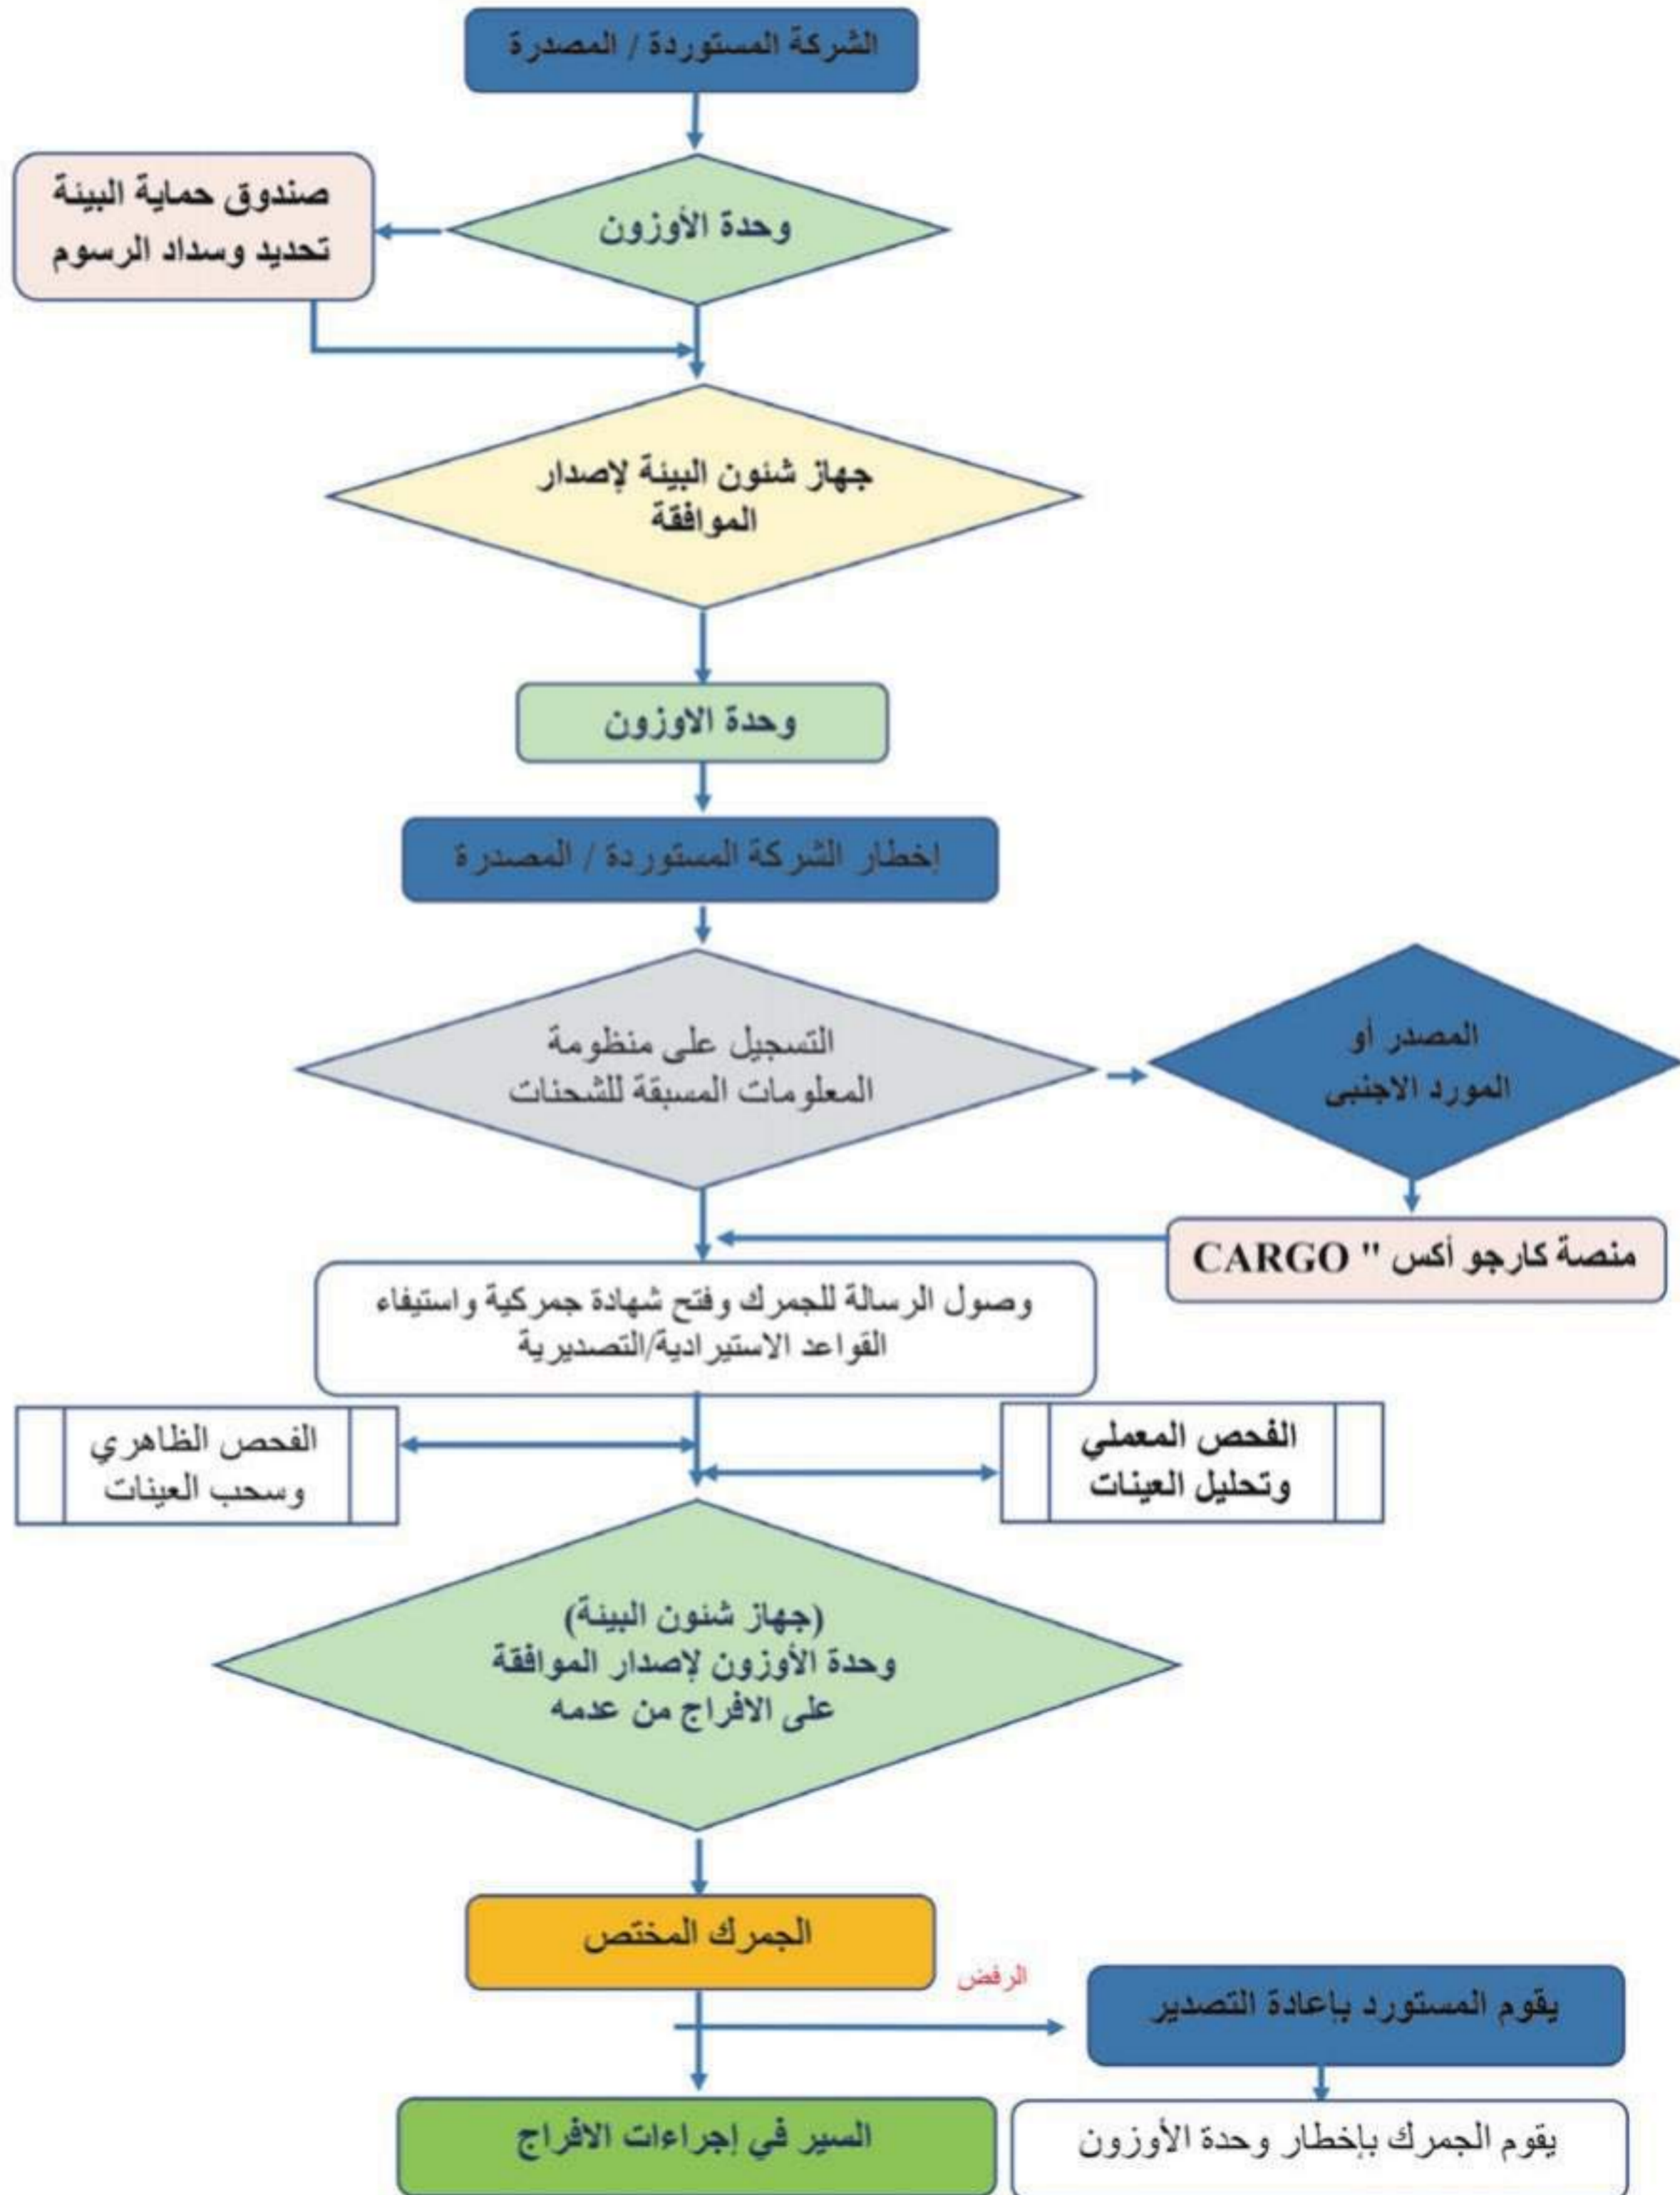 الشركة المستوردة / المصدرة
وحدة الأوزون
صندوق حماية البيئة
تحديد وسداد الرسوم
جهاز شئون البيئة لإصدار
الموافقة
وحدة الاوزون
إخطار الشركة المستوردة / المصدرة
التسجيل على منظومة
المعلومات المسبقة للشحنات
المصدر أو
المورد الاجنبى
منصة كارجو أكس " CARGO
وصول الرسالة للجمرك وفتح شهادة جمركية واستيفاء
القواعد الاستيرادية/التصديرية
الفحص المعملي
وتحليل العينات
الفحص الظاهري
وسحب العينات
(جهاز شئون البيئة)
وحدة الأوزون لإصدار الموافقة
على الافراج من عدمه
الجمرك المختص
الرفض
يقوم المستورد بإعادة التصدير
السير في إجراءات الافراج
يقوم الجمرك بإخطار وحدة الأوزون